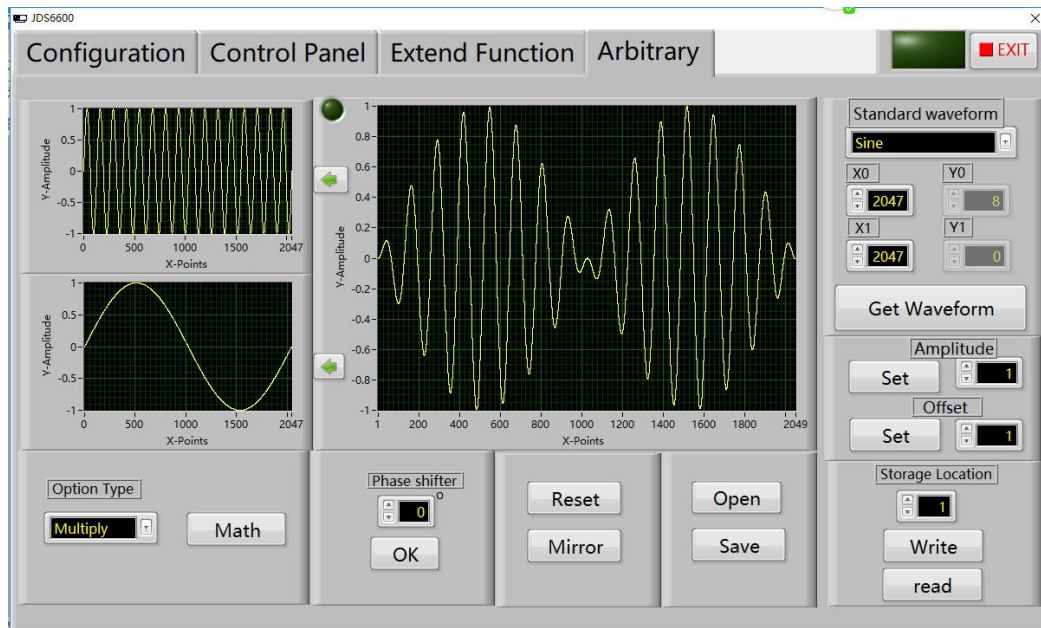 JDS6600
Configuration
Control Panel
Extend Function
Arbitrary
EXIT
1
0.5
0
-0.5
-1
Y-Amplitude
0
500
1000
1500
2047
X-Points
1
0.5
0
-0.5
-1
Y-Amplitude
0
500
1000
1500
2047
X-Points
1
0.8
0.6
0.4
0.2
0
-0.2
-0.4
-0.6
-0.8
-1
Y-Amplitude
1
200
400
600
800
1000
1200
1400
1600
1800
2049
X-Points
Standard waveform
Sine
X0
Y0
2047
8
X1
Y1
2047
0
Get Waveform
Amplitude
Set
1
Offset
Set
1
Option Type
Multiply
Math
Phase shifter
0
o
OK
Reset
Mirror
Open
Save
Storage Location
1
Write
read